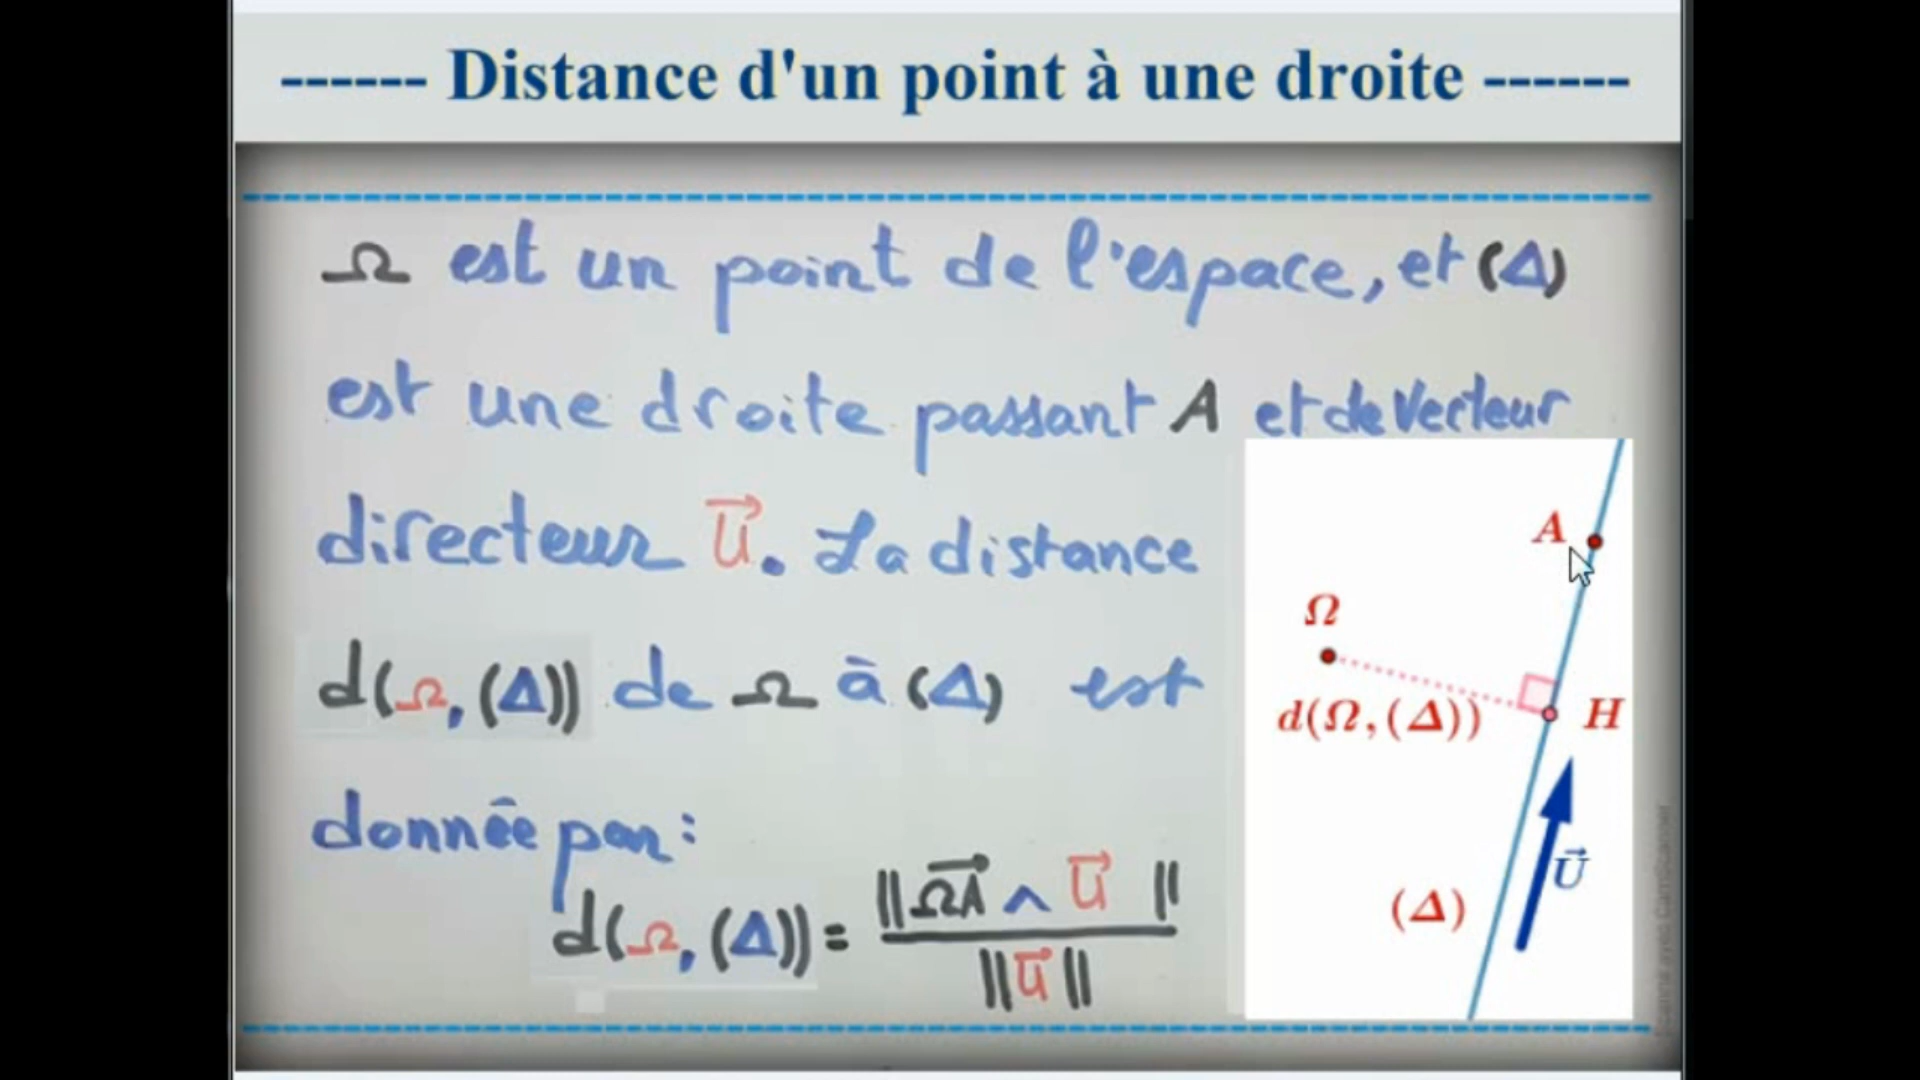 ------ Distance d'un point à une droite ------
Ω est un point de l'espace, et (Δ)
est une droite passant A et de Vecteur
directeur U⃗. La distance
d(Ω, (Δ)) de Ω à (Δ) est
donnée par:
d(Ω, (Δ)) = ‖ΩA⃗ ∧ U⃗‖ / ‖U⃗‖
A
Ω
d(Ω, (Δ))
H
U⃗
(Δ)